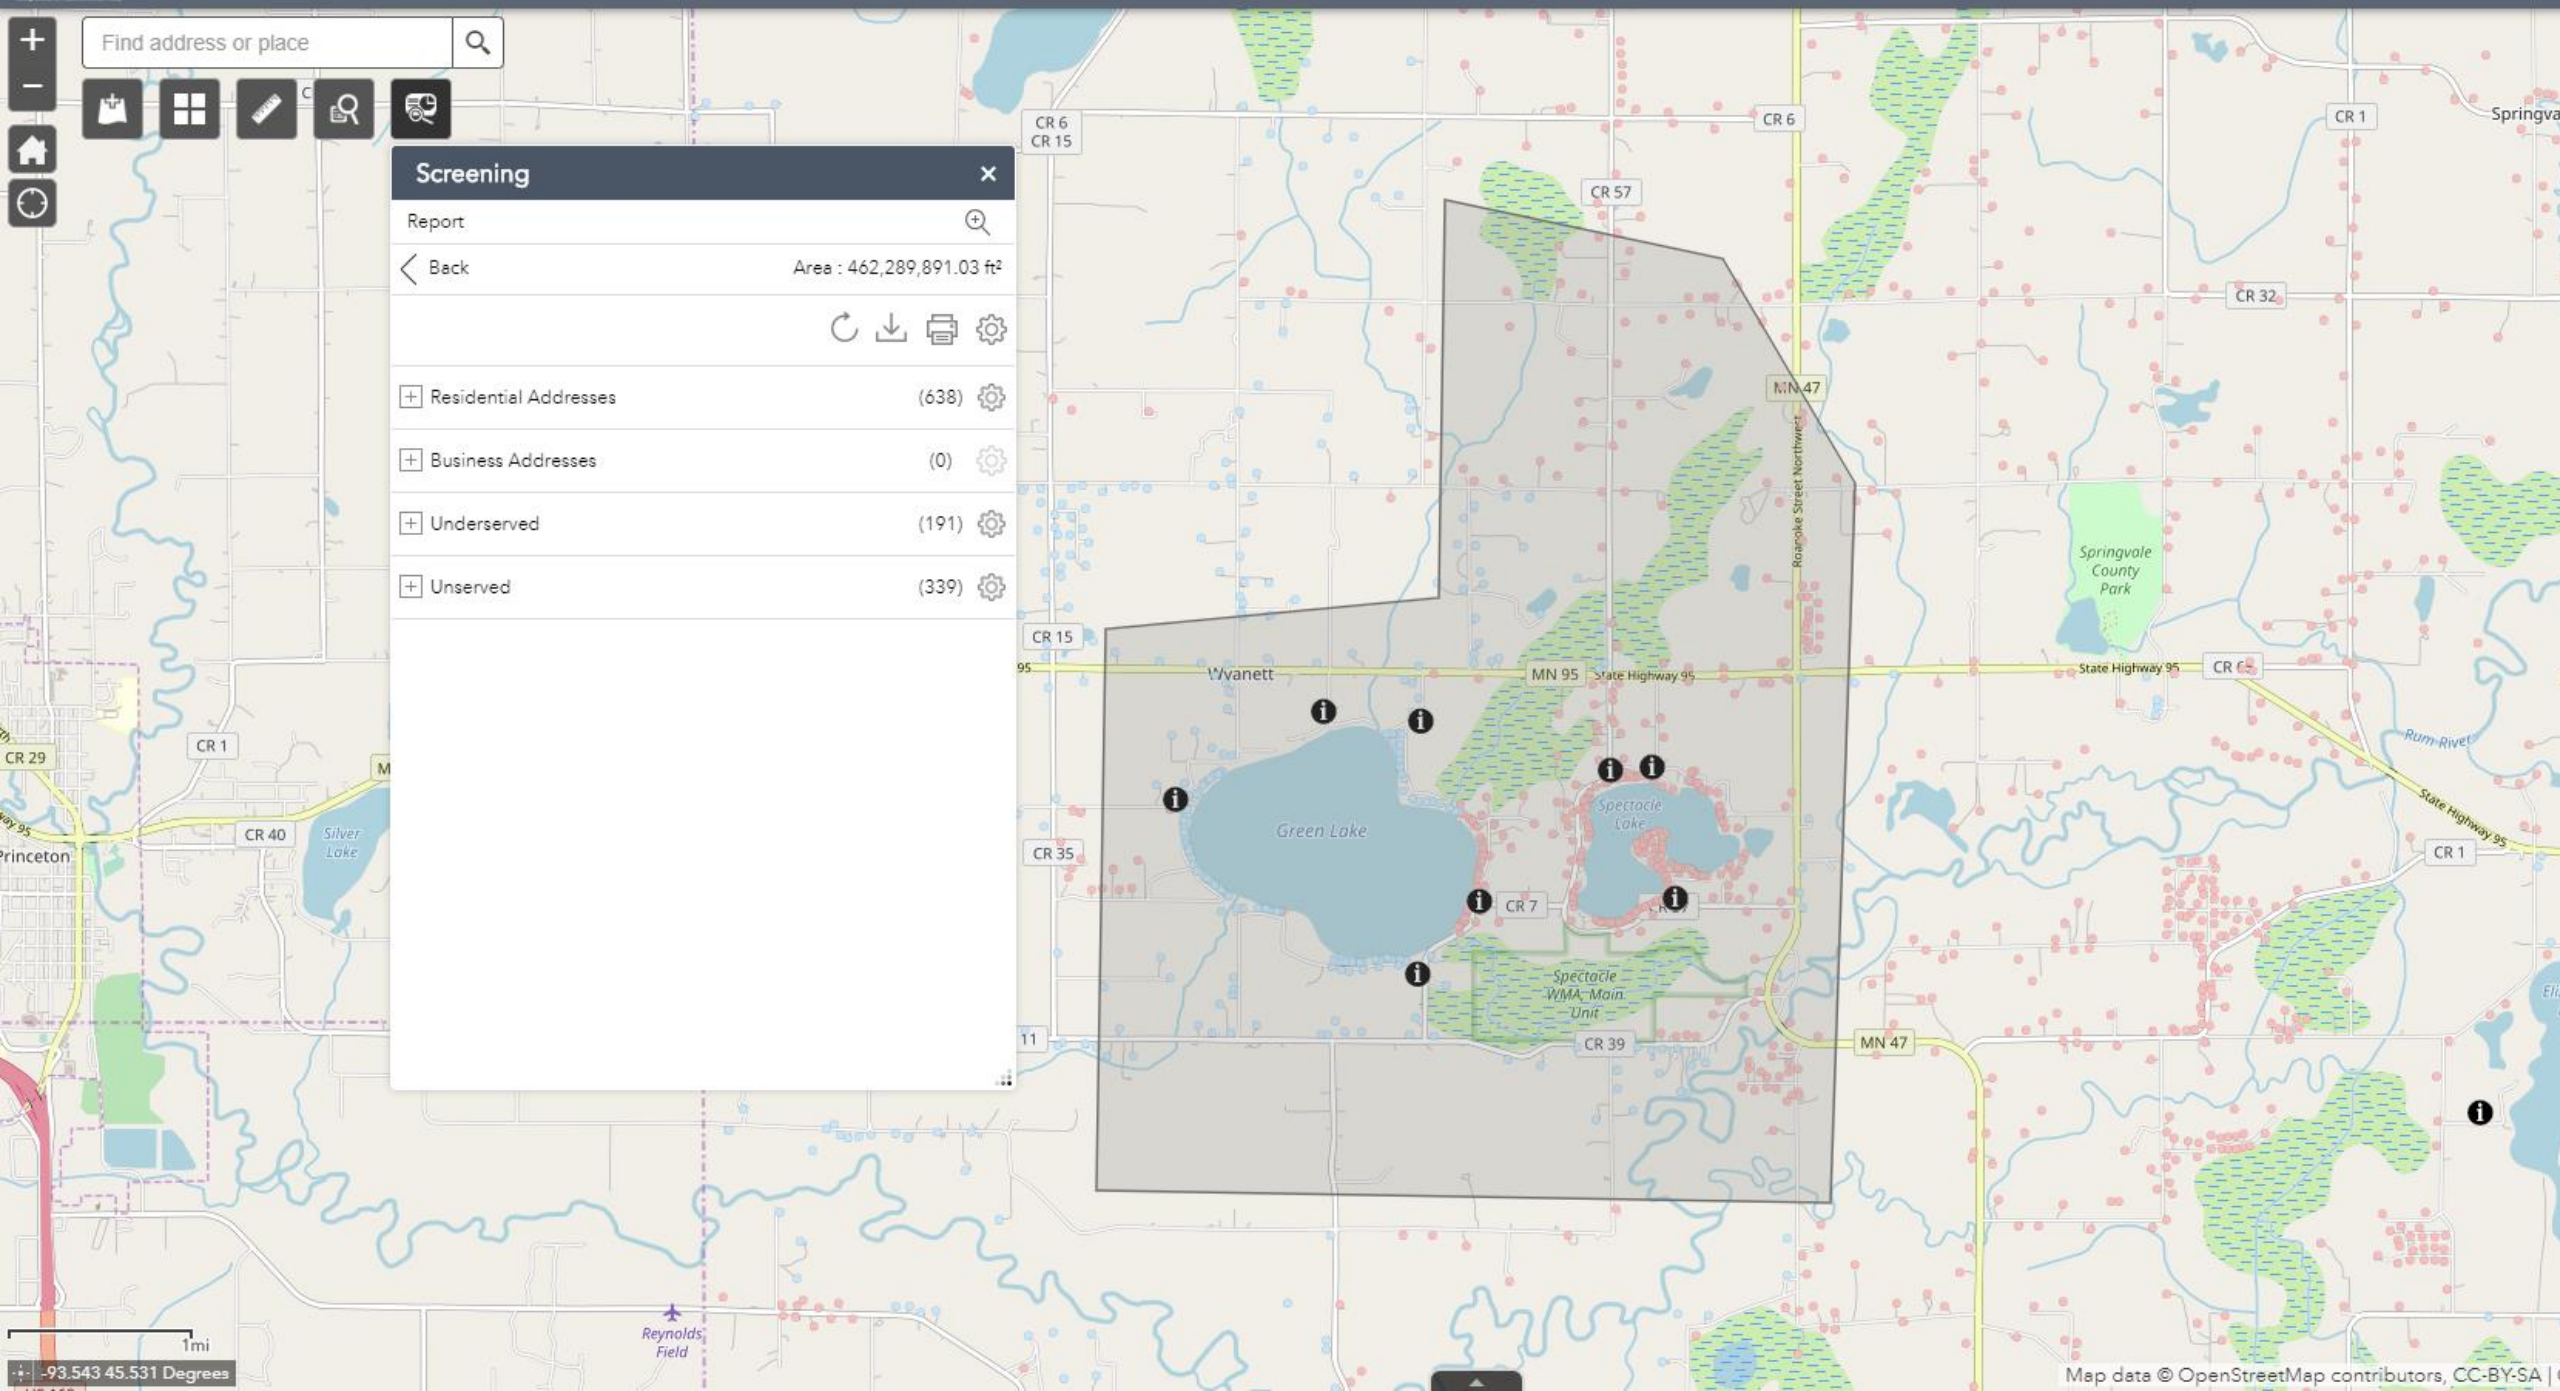 Find address or place
Screening
Report
Back
Area : 462,289,891.03 ft²
Residential Addresses
(638)
Business Addresses
(0)
Underserved
(191)
Unserved
(339)
CR 6
CR 15
CR 6
CR 1
CR 57
CR 32
MN 47
Roanoke Street Northwest
Springvale
County
Park
CR 15
95
Wyanett
MN 95
State Highway 95
State Highway 95
Rum River
CR 1
CR 29
CR 40
Silver
Lake
Princeton
CR 35
Green Lake
Spectacle
Lake
State Highway 95
CR 1
CR 7
Spectacle
WMA, Main
Unit
11
CR 39
MN 47
Reynolds
Field
1mi
-93.543 45.531 Degrees
Map data © OpenStreetMap contributors, CC-BY-SA |